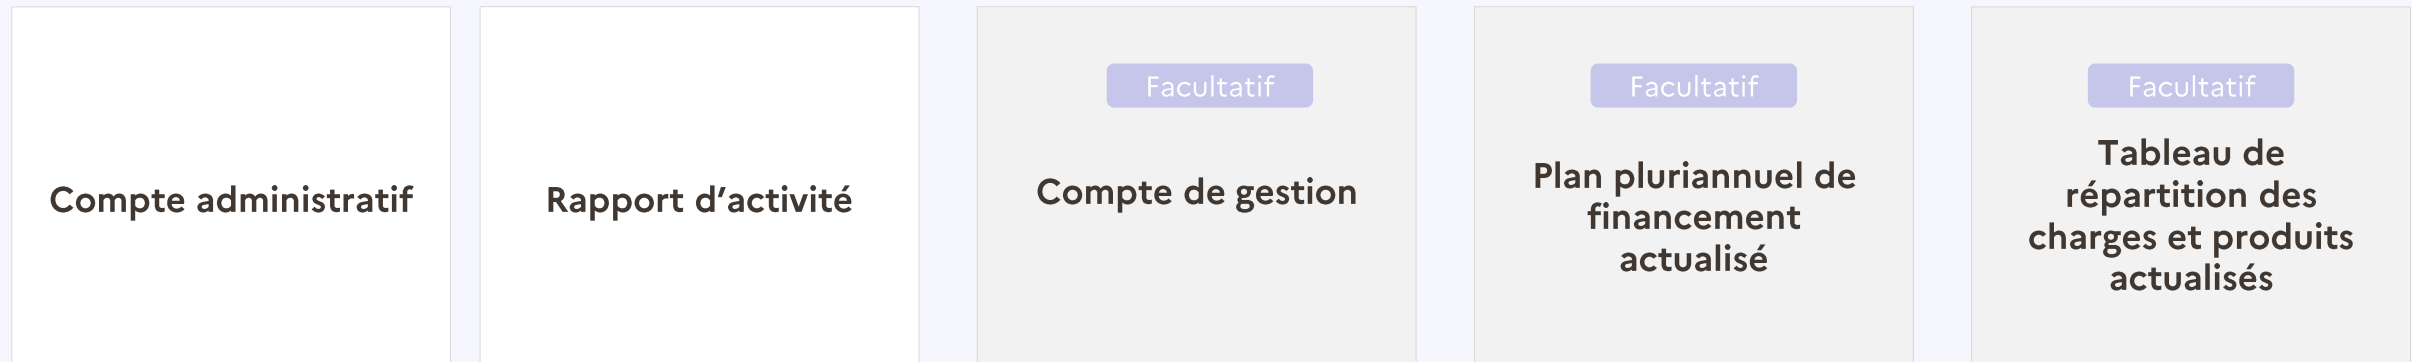 Compte administratif
Rapport d’activité
Facultatif
Compte de gestion
Facultatif
Plan pluriannuel de
financement
actualisé
Facultatif
Tableau de
répartition des
charges et produits
actualisés